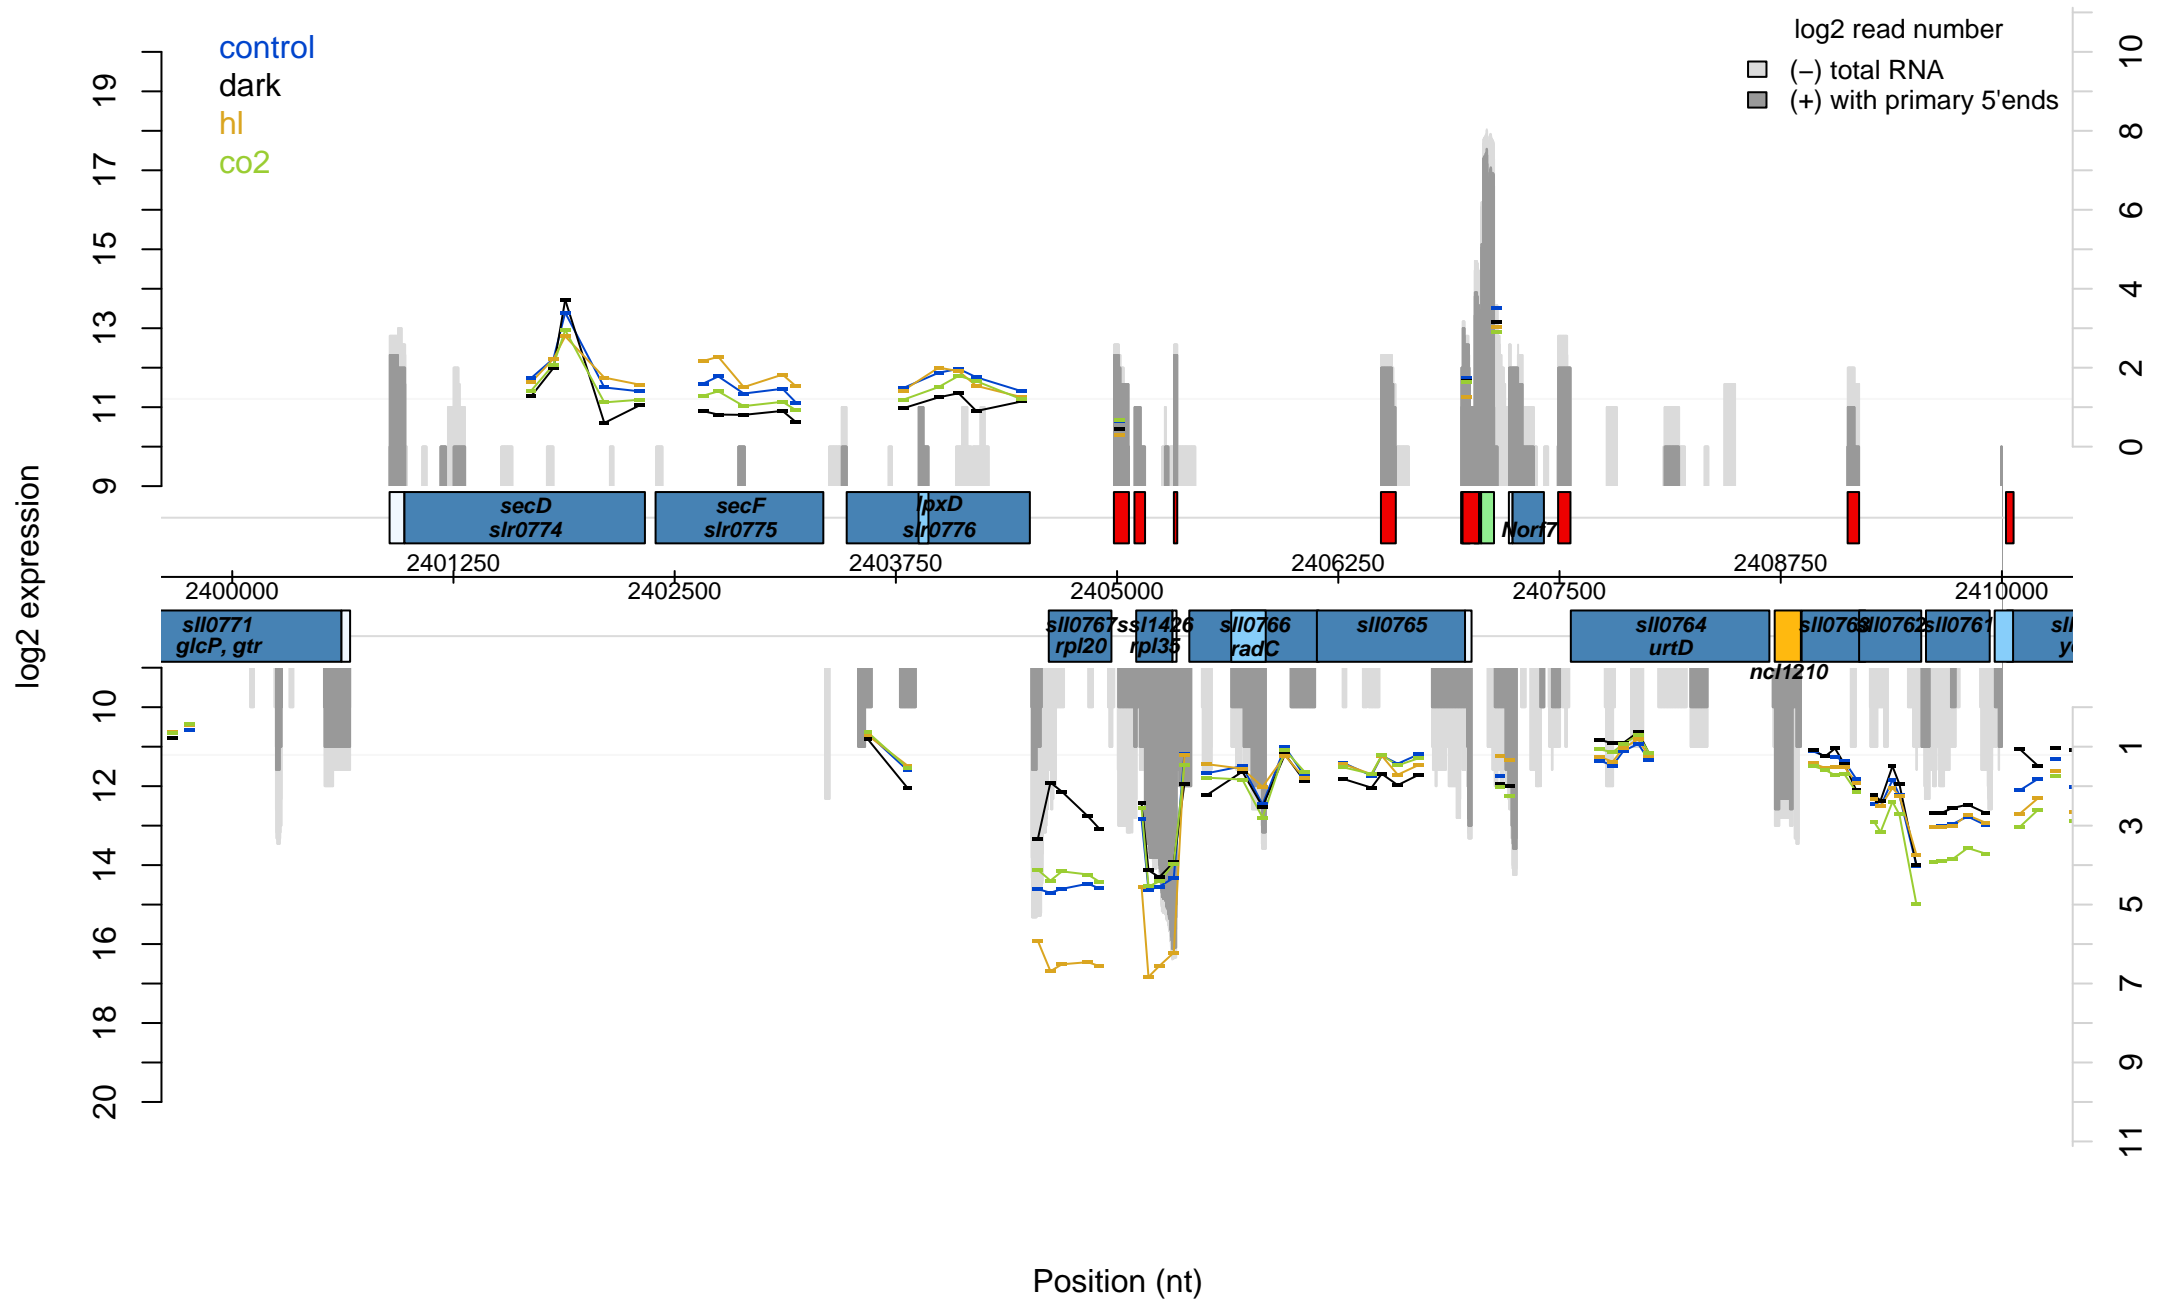 control
dark
hl
co2
log2 read number
(−) total RNA
(+) with primary 5'ends
19
17
15
13
11
9
10
8
6
4
2
0
log2 expression
secD
slr0774
secF
slr0775
lpxD
slr0776
Norf7
2401250
2403750
2406250
2408750
2400000
2402500
2405000
2407500
2410000
sll0771
glcP, gtr
sll0767
rpl20
ssl1426
rpl35
sll0766
radC
sll0765
sll0764
urtD
ncl1210
sll0762
sll0761
sll
10
12
14
16
18
20
1
3
5
7
9
11
Position (nt)